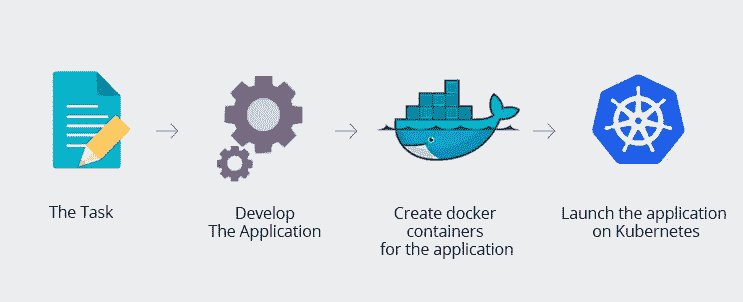 The Task
Develop
The Application
Create docker
containers
for the application
Launch the application
on Kubernetes